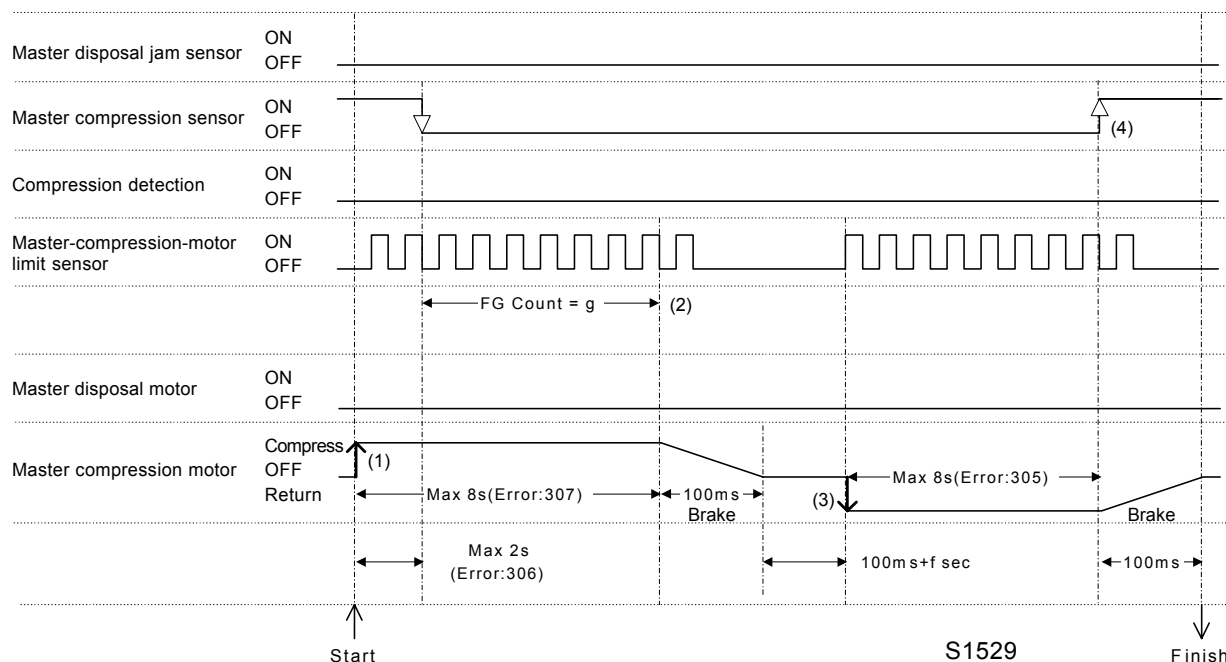 Master disposal jam sensor
ON
OFF
Master compression sensor
ON
OFF
(4)
Compression detection
ON
OFF
Master-compression-motor
limit sensor
ON
OFF
FG Count = g
(2)
Master disposal motor
ON
OFF
Master compression motor
Compress
OFF
Return
(1)
Max 8s(Error:307)
100ms
Brake
(3)
Max 8s(Error:305)
Brake
Max 2s
(Error:306)
100ms+f sec
100ms
Start
S1529
Finish